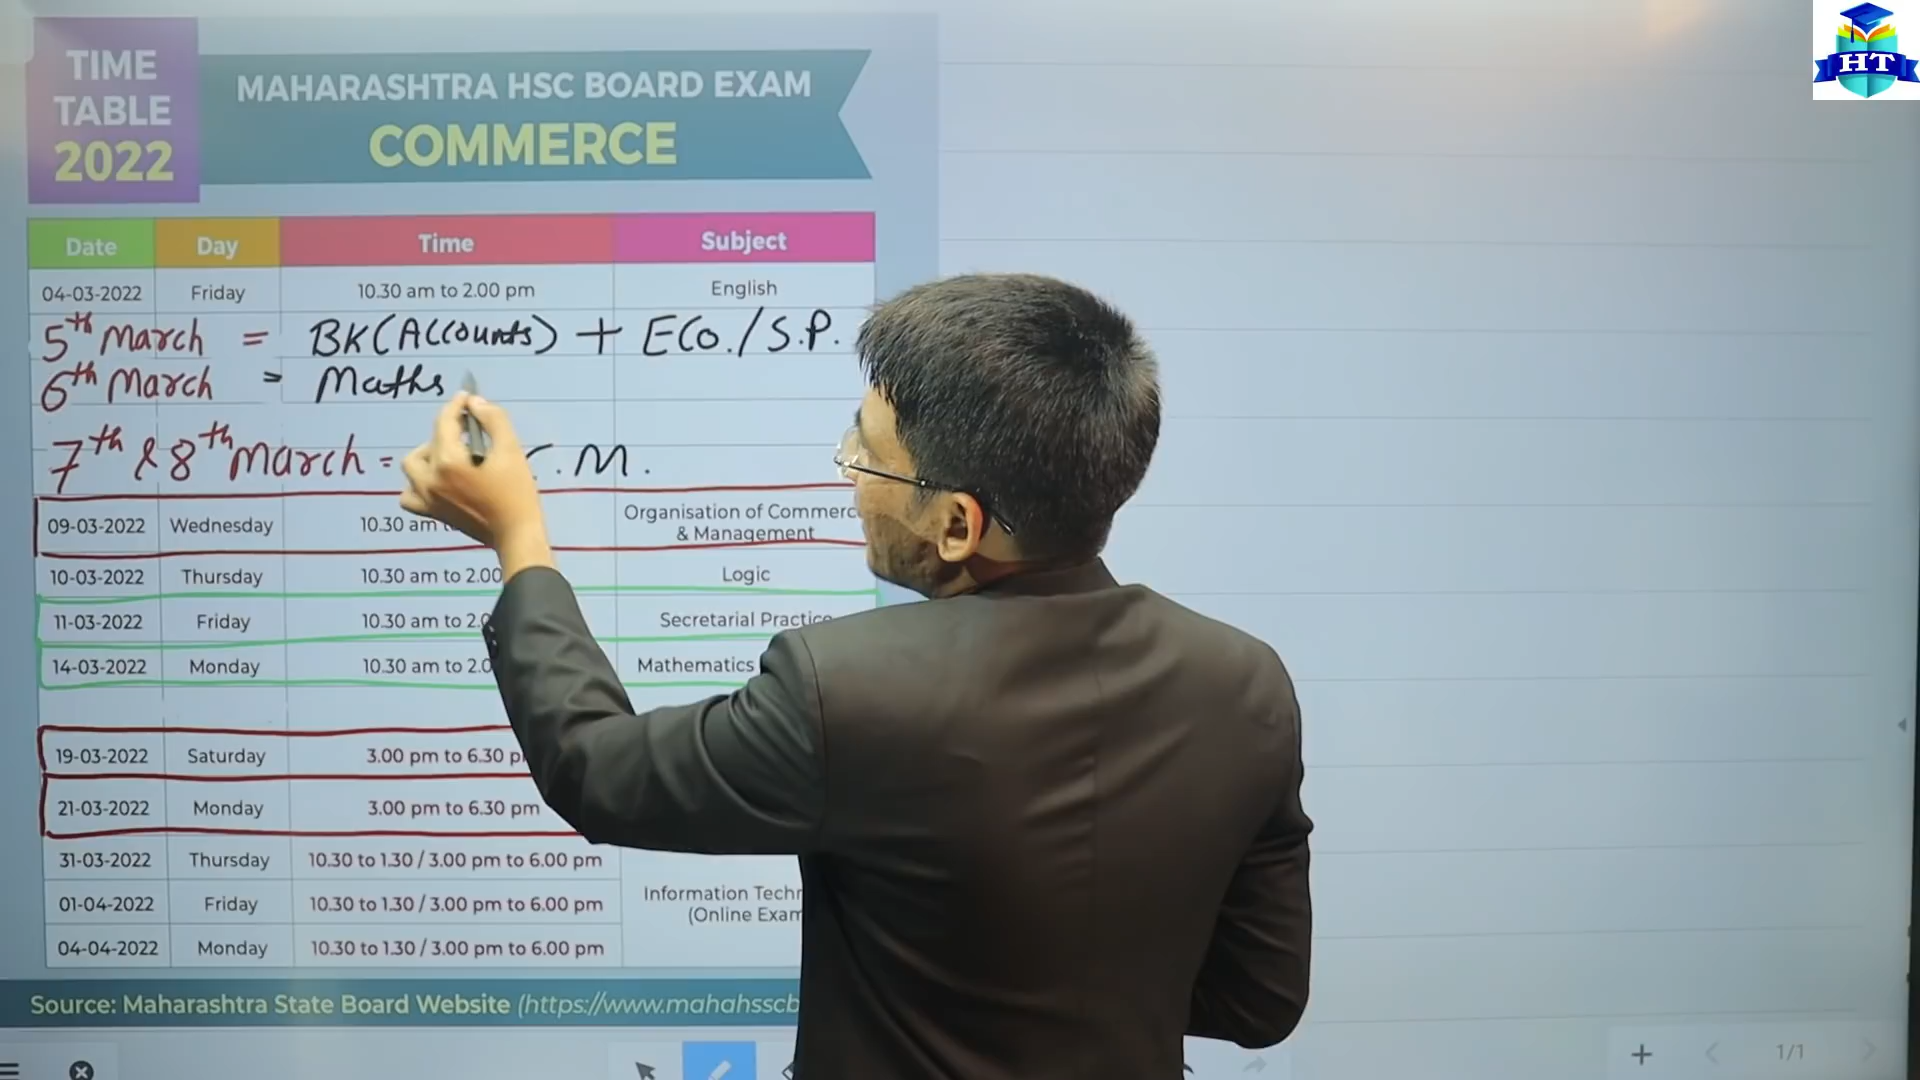 TIME
TABLE
2022
MAHARASHTRA HSC BOARD EXAM
COMMERCE
HT
Date Day Time Subject
04-03-2022 Friday 10.30 am to 2.00 pm English
5th March = BK(Accounts) + Eco./S.P.
6th March = Maths
7th & 8th March = .M.
09-03-2022 Wednesday 10.30 am Organisation of
& Management
10-03-2022 Thursday 10.30 am to 2.00 Logic
11-03-2022 Friday 10.30 am to Secretarial Practice
14-03-2022 Monday 10.30 am to Mathematics
19-03-2022 Saturday 3.00 pm to 6.30
21-03-2022 Monday 3.00 pm to 6.30 pm
31-03-2022 Thursday 10.30 to 1.30 / 3.00 pm to 6.00 pm
Information
(Online
01-04-2022 Friday 10.30 to 1.30 / 3.00 pm to 6.00 pm
04-04-2022 Monday 10.30 to 1.30 / 3.00 pm to 6.00 pm
Source: Maharashtra State Board Website (https://www.mahahsscb
1/1